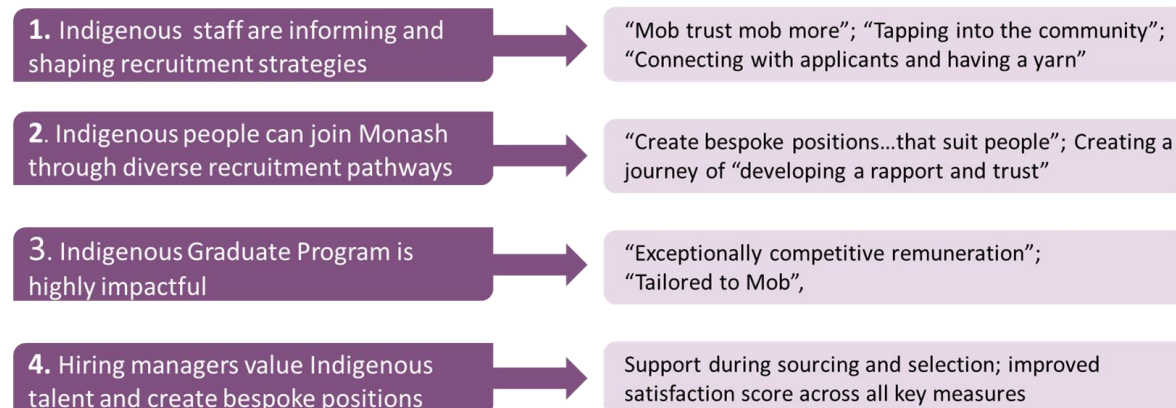 1. Indigenous staff are informing and
shaping recruitment strategies
“Mob trust mob more”; “Tapping into the community”;
“Connecting with applicants and having a yarn”
2. Indigenous people can join Monash
through diverse recruitment pathways
“Create bespoke positions...that suit people”; Creating a
journey of “developing a rapport and trust”
3. Indigenous Graduate Program is
highly impactful
“Exceptionally competitive remuneration”;
“Tailored to Mob”,
4. Hiring managers value Indigenous
talent and create bespoke positions
Support during sourcing and selection; improved
satisfaction score across all key measures